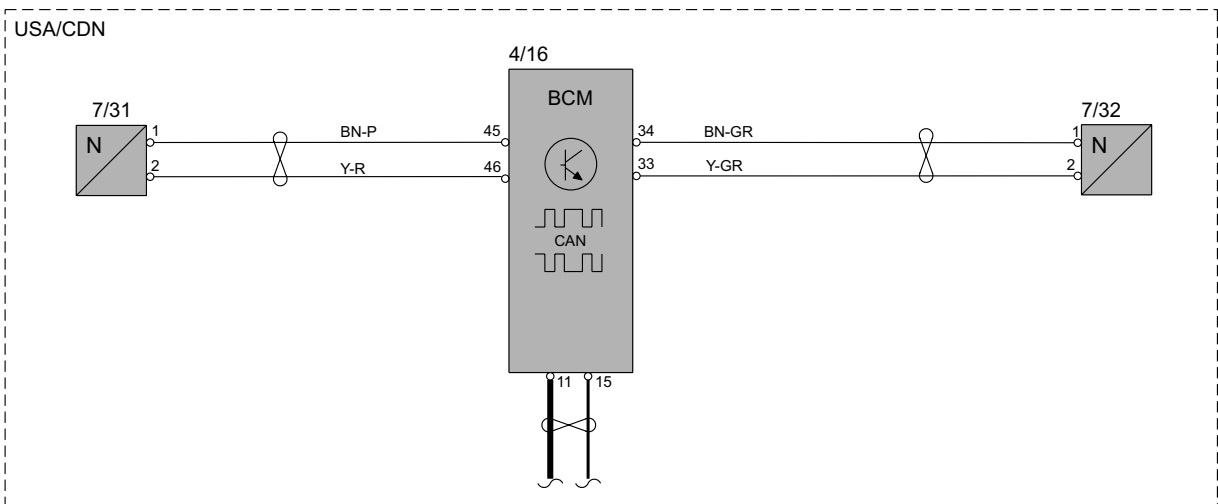 USA/CDN
4/16
7/31
7/32
BCM
N
1
BN-P
45
34
BN-GR
1
N
2
Y-R
46
33
Y-GR
2
CAN
11
15